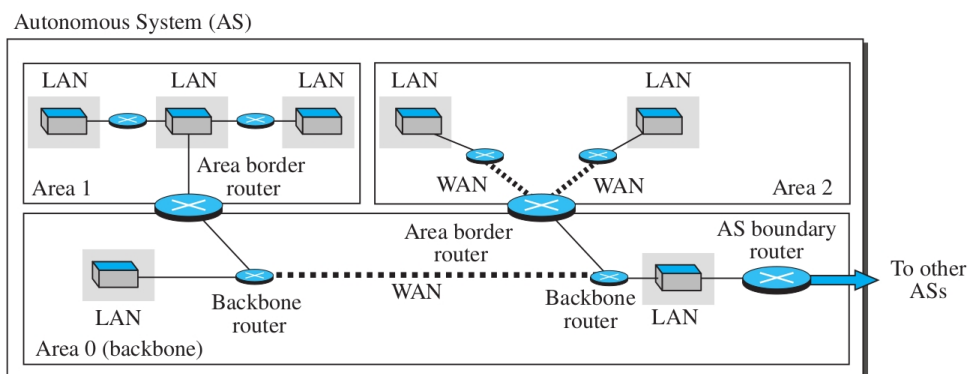 Autonomous System (AS)
LAN
LAN
LAN
Area border
router
Area 1
LAN
LAN
WAN
WAN
Area 2
Area border
router
AS boundary
router
To other
ASs
LAN
Backbone
router
WAN
Backbone
router
LAN
Area 0 (backbone)